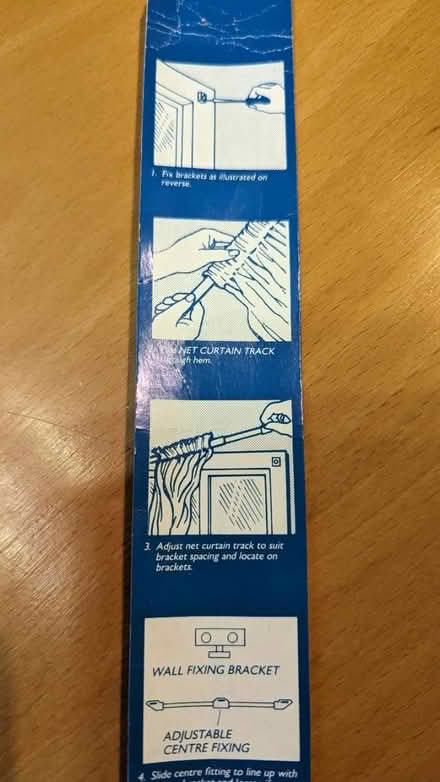 1. Fix brackets as illustrated on
reverse.
NET CURTAIN TRACK
hem.
3. Adjust net curtain track to suit
bracket spacing and locate on
brackets.
WALL FIXING BRACKET
ADJUSTABLE
CENTRE FIXING
4. Slide centre fitting to line up with